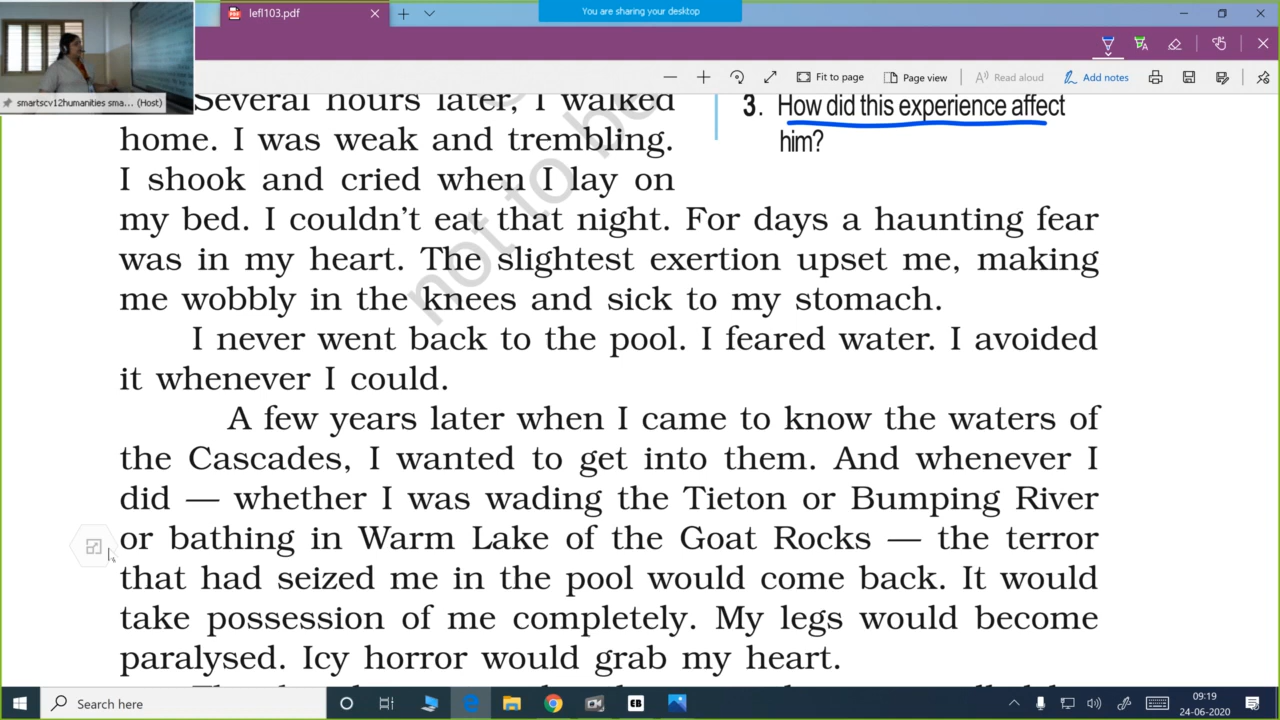 lefl103.pdf
You are sharing your desktop
smartscv12humanities sma... (Host)
Fit to page
Page view
Read aloud
Add notes
Several hours later, I walked
home. I was weak and trembling.
I shook and cried when I lay on
my bed. I couldn't eat that night. For days a haunting fear
was in my heart. The slightest exertion upset me, making
me wobbly in the knees and sick to my stomach.
I never went back to the pool. I feared water. I avoided
it whenever I could.
A few years later when I came to know the waters of
the Cascades, I wanted to get into them. And whenever I
did — whether I was wading the Tieton or Bumping River
or bathing in Warm Lake of the Goat Rocks — the terror
that had seized me in the pool would come back. It would
take possession of me completely. My legs would become
paralysed. Icy horror would grab my heart.
3. How did this experience affect
him?
not to be
Search here
EB
09:19
24-06-2020